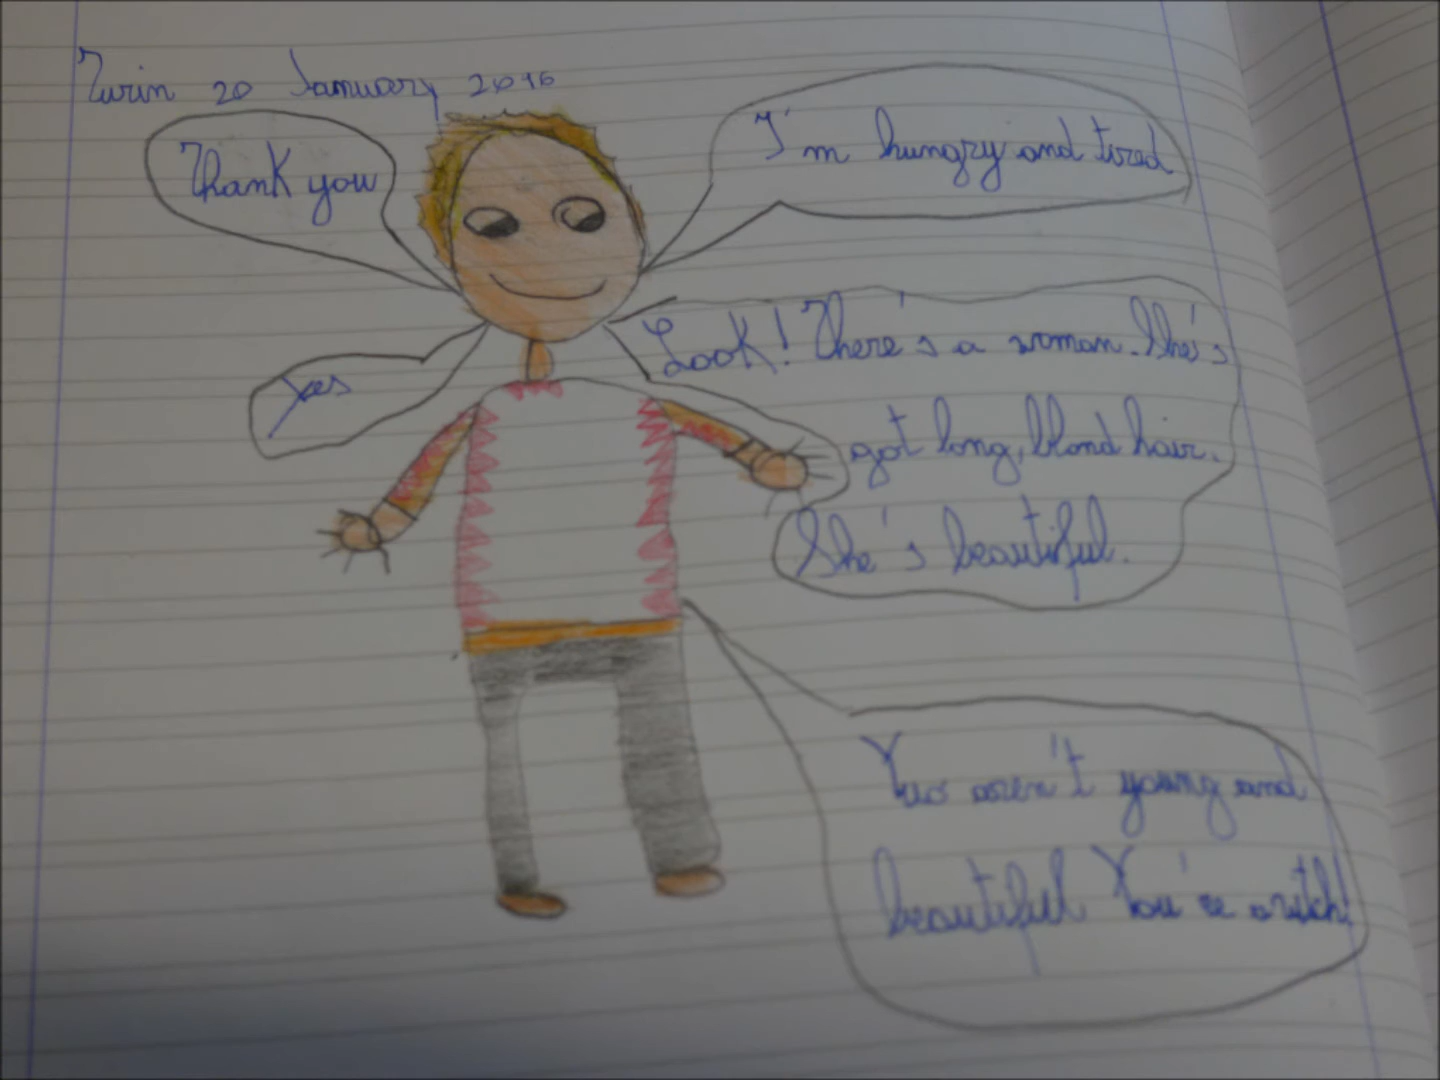 Turin 20 January 2016
Thank you
I'm hungry and tired
Yes
Look! There's a woman. She's
got long, blond hair.
She's beautiful.
You aren't young and
beautiful You're a witch!